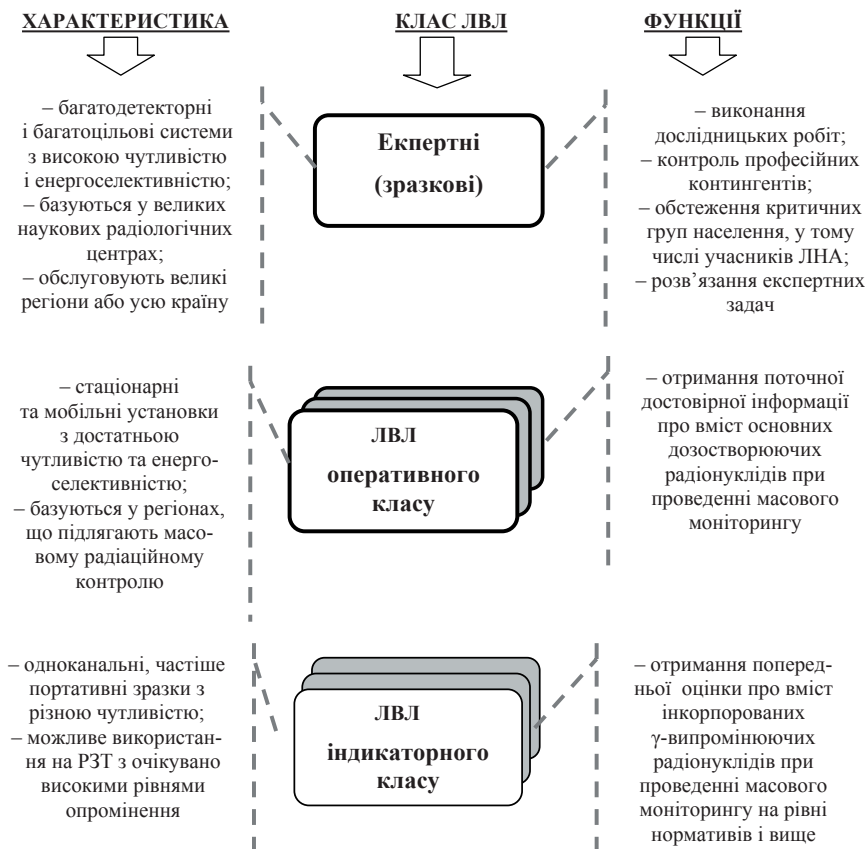 ХАРАКТЕРИСТИКА
КЛАС ЛВЛ
ФУНКЦІЇ
– багатодетекторні
і багатоцільові системи
з високою чутливістю
і енергоселективністю;
– базуються у великих
наукових радіологічних
центрах;
– обслуговують великі
регіони або усю країну
Екпертні
(зразкові)
– виконання
дослідницьких робіт;
– контроль професійних
контингентів;
– обстеження критичних
груп населення, у тому
числі учасників ЛНА;
– розв’язання експертних
задач
– стаціонарні
та мобільні установки
з достатньою
чутливістю та енерго-
селективністю;
– базуються у регіонах,
що підлягають масо-
вому радіаційному
контролю
ЛВЛ
оперативного
класу
– отримання поточної
достовірної інформації
про вміст основних
дозостворюючих
радіонуклідів при
проведенні масового
моніторингу
– одноканальні, частіше
портативні зразки з
різною чутливістю;
– можливе використан-
ня на РЗТ з очікувано
високими рівнями
опромінення
ЛВЛ
індикаторного
класу
– отримання поперед-
ньої оцінки про вміст
інкорпорованих
γ-випромінюючих
радіонуклідів при
проведенні масового
моніторингу на рівні
нормативів і вище